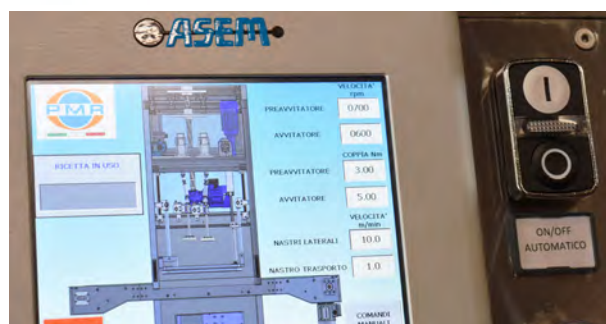 ASEM
PMR
VELOCITA'
rpm
PREAVVITATORE 0700
AVVITATORE 0600
RICETTA IN USO
COPPIA Nm
PREAVVITATORE 3.00
AVVITATORE 5.00
VELOCITA'
m/min
NASTRI LATERALI 10.0
NASTRO TRASPORTO 1.0
COMANDI
MANUALI
I
O
ON/OFF
AUTOMATICO